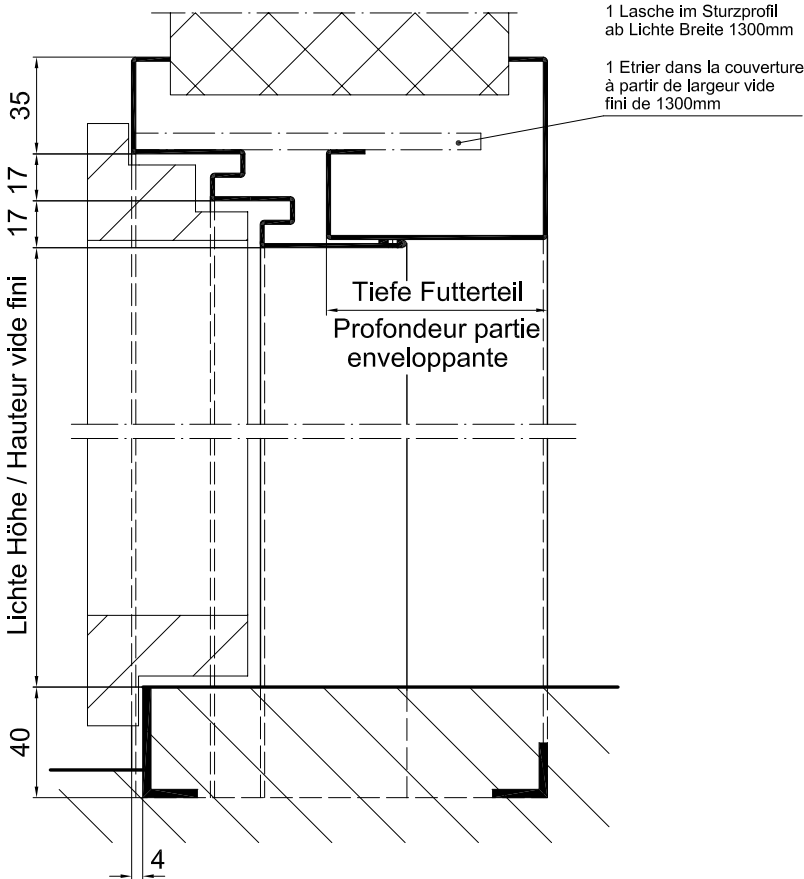 1 Lasche im Sturzprofil
ab Lichte Breite 1300mm
1 Etrier dans la couverture
à partir de largeur vide
fini de 1300mm
35
17
17
Tiefe Futterteil
Profondeur partie
enveloppante
Lichte Höhe / Hauteur vide fini
40
4